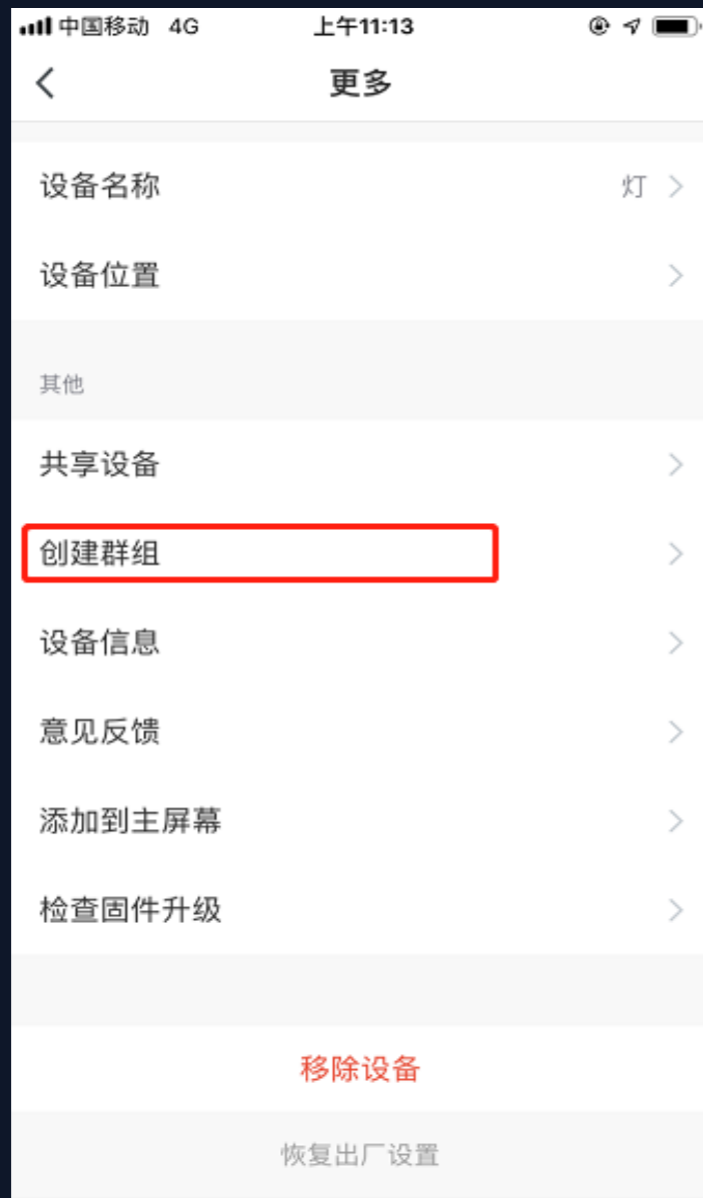 中国移动 4G 上午11:13
更多
设备名称 灯
设备位置
其他
共享设备
创建群组
设备信息
意见反馈
添加到主屏幕
检查固件升级
移除设备
恢复出厂设置